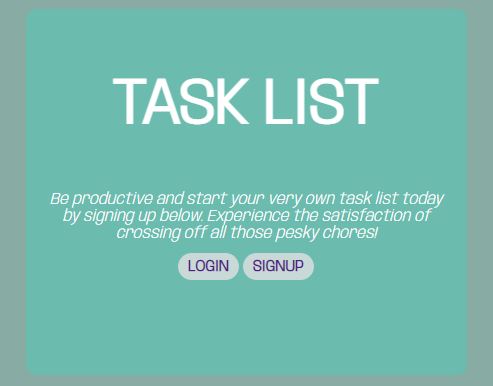 TASK LIST
Be productive and start your very own task list today
by signing up below. Experience the satisfaction of
crossing off all those pesky chores!
LOGIN SIGNUP